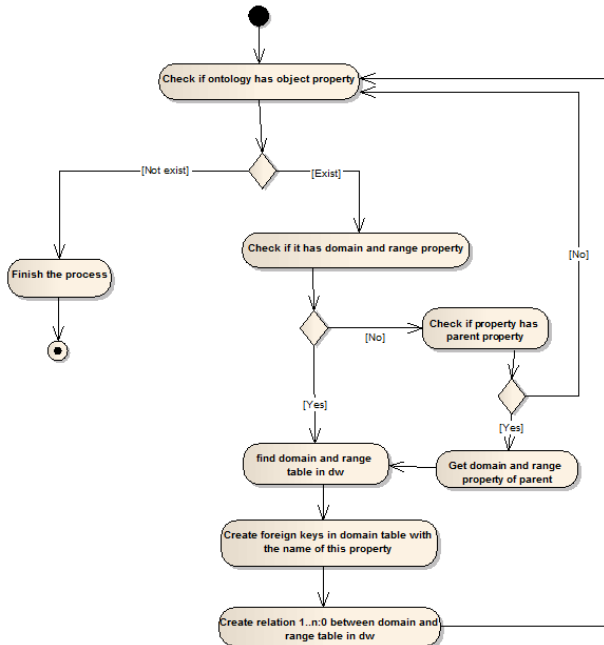 Check if ontology has object property
[Not exist]
[Exist]
Check if it has domain and range property
[No]
Finish the process
Check if property has
parent property
[No]
[Yes]
[Yes]
find domain and range
table in dw
Get domain and range
property of parent
Create foreign keys in domain table with
the name of this property
Create relation 1..n:0 between domain and
range table in dw